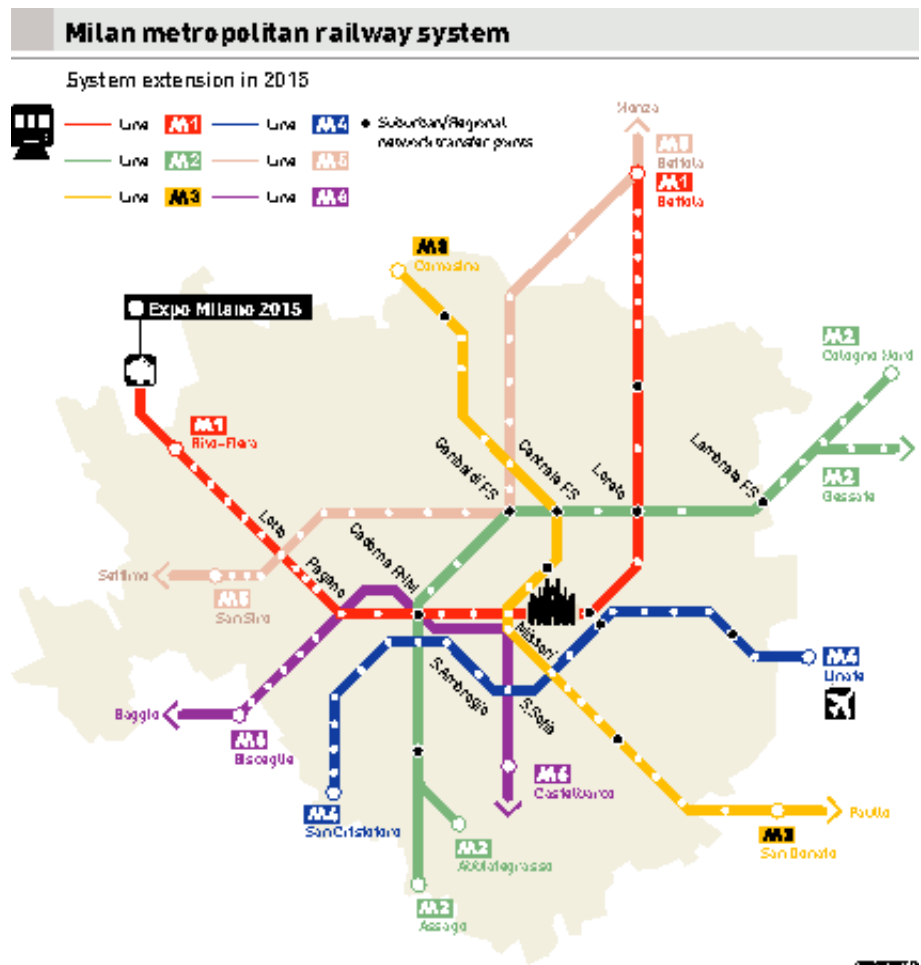 Milan metropolitan railway system
System extension in 2015
Line M1
Line M4
Suburban/Regional
network transfer points
Line M2
Line M5
Line M3
Line M6
Monza
M5
Bettola
M1
Bettola
M3
Comasina
Expo Milano 2015
M2
Cologno Nord
M1
Rho-Fiera
Garibaldi FS
Centrale FS
Loreto
Lambrate FS
M2
Gessate
Lotto
Pagano
Cadorna FNM
Settimo
M5
San Siro
Missori
S.Ambrogio
S.Sofia
M4
Linate
Baggio
M6
Bisceglie
M6
Castelbarco
M4
San Cristoforo
M2
Abbiategrasso
Paullo
M3
San Donato
M2
Assago